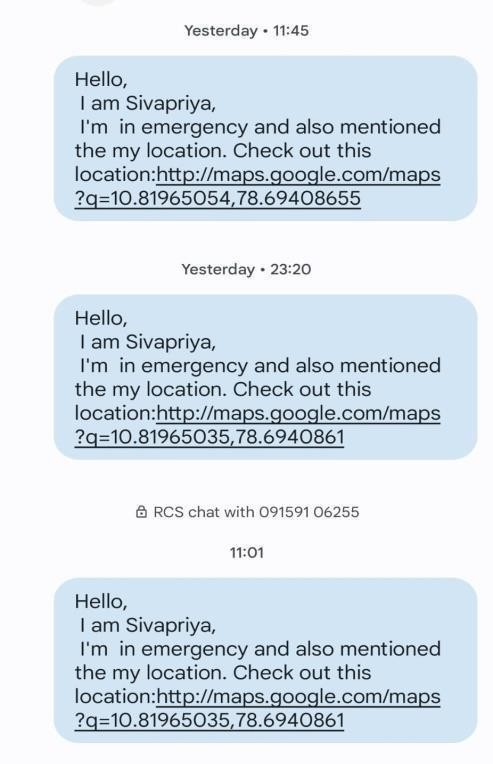 Yesterday • 11:45
Hello,
I am Sivapriya,
I'm  in emergency and also mentioned
the my location. Check out this
location:http://maps.google.com/maps
?q=10.81965054,78.69408655
Yesterday • 23:20
Hello,
I am Sivapriya,
I'm  in emergency and also mentioned
the my location. Check out this
location:http://maps.google.com/maps
?q=10.81965035,78.6940861
RCS chat with 091591 06255
11:01
Hello,
I am Sivapriya,
I'm  in emergency and also mentioned
the my location. Check out this
location:http://maps.google.com/maps
?q=10.81965035,78.6940861